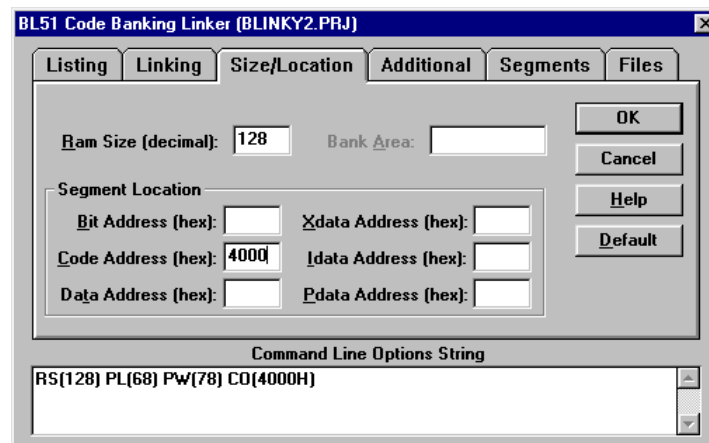 BL51 Code Banking Linker (BLINKY2.PRJ)
Listing Linking Size/Location Additional Segments Files
Ram Size (decimal): 128 Bank Area:
OK
Cancel
Help
Default
Segment Location
Bit Address (hex): Xdata Address (hex):
Code Address (hex): 4000 Idata Address (hex):
Data Address (hex): Pdata Address (hex):
Command Line Options String
RS(128) PL(68) PW(78) CO(4000H)